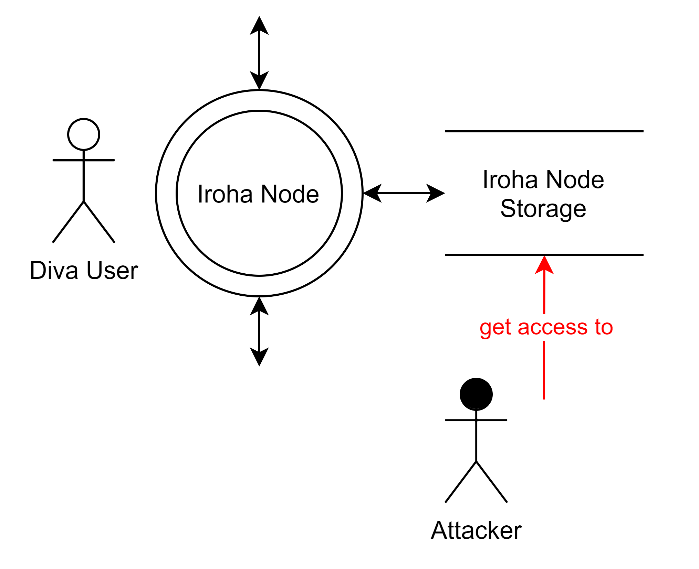 Iroha Node
Iroha Node
Storage
Diva User
get access to
Attacker